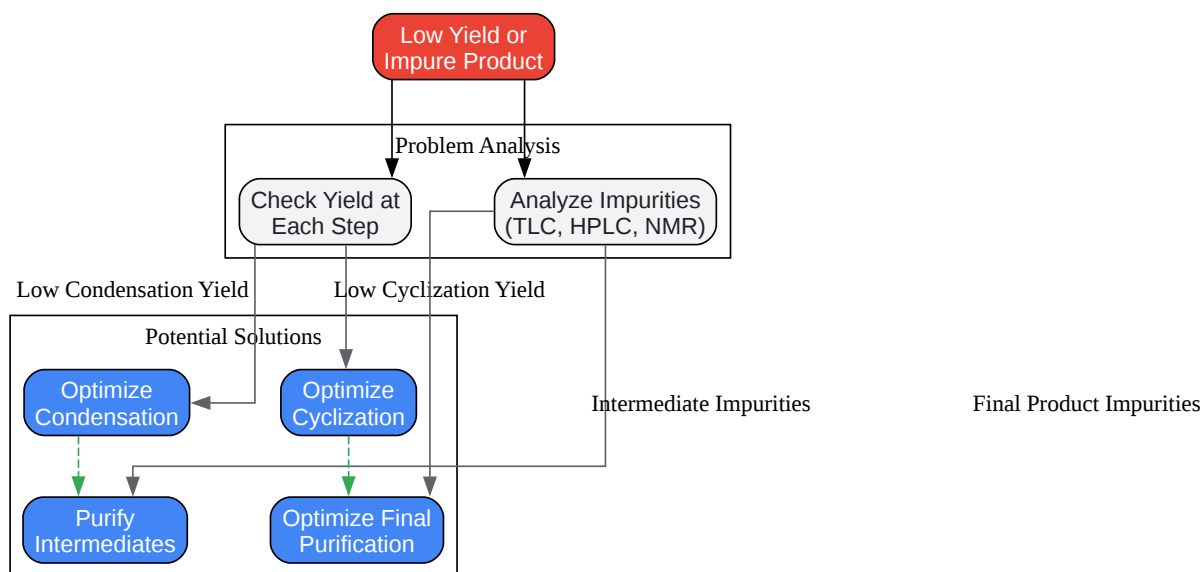 Low Yield or
Impure Product
Problem Analysis
Check Yield at
Each Step
Analyze Impurities
(TLC, HPLC, NMR)
Low Condensation Yield
Low Cyclization Yield
Potential Solutions
Optimize
Condensation
Optimize
Cyclization
Intermediate Impurities
Final Product Impurities
Purify
Intermediates
Optimize Final
Purification